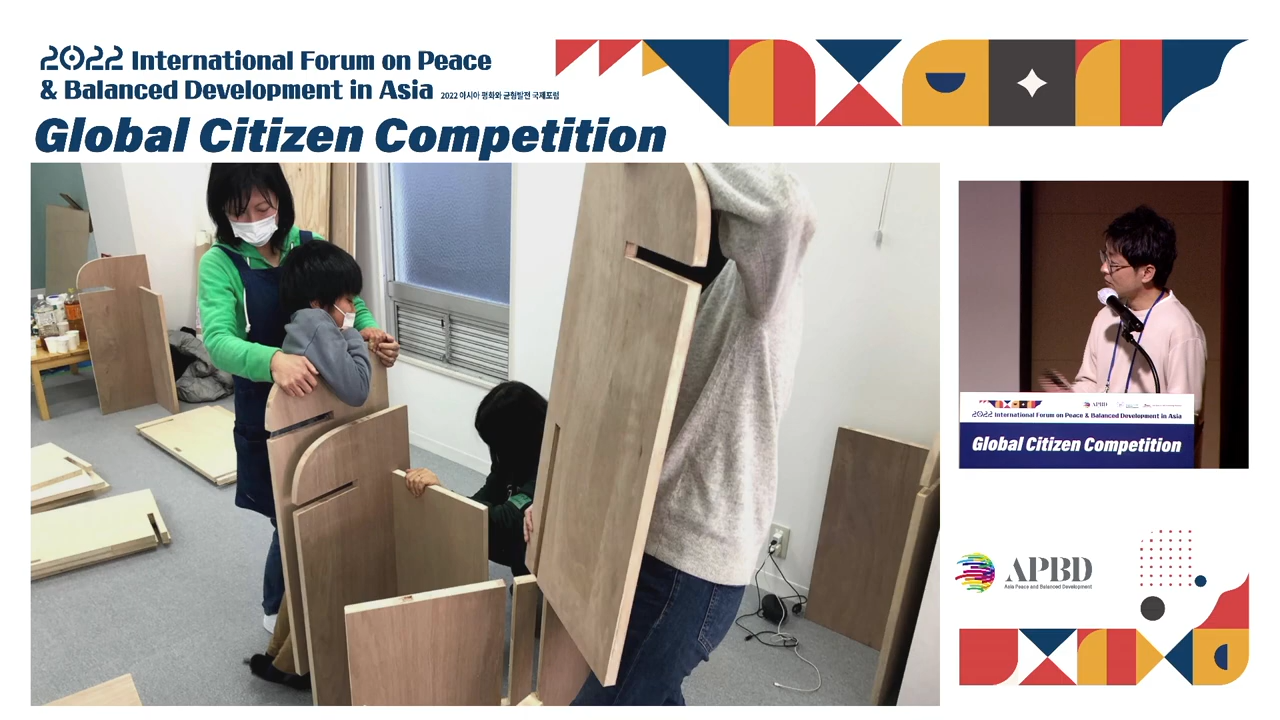 2022 International Forum on Peace
& Balanced Development in Asia 2022 아시아 평화와 균형발전 국제포럼
Global Citizen Competition
APBD
2022 International Forum on Peace & Balanced Development in Asia
Global Citizen Competition
APBD
Asia Peace and Balanced Development